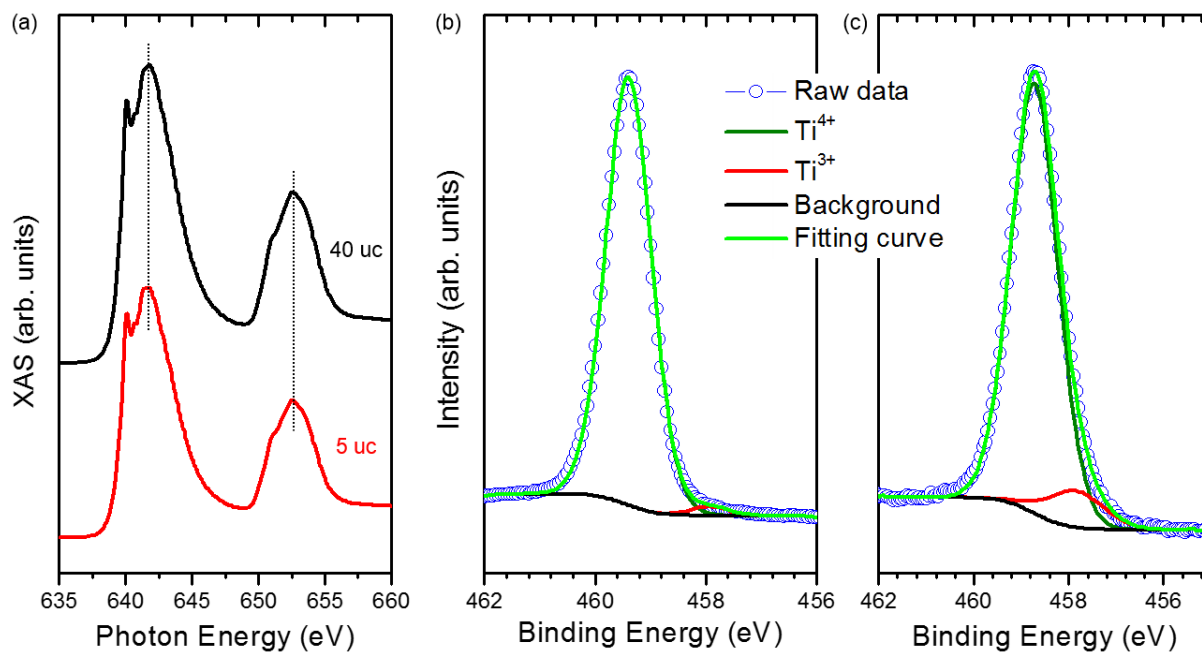 (a)
XAS (arb. units)
40 uc
5 uc
635 640 645 650 655 660
Photon Energy (eV)
(b)
Intensity (arb. units)
462 460 458 456
Binding Energy (eV)
(c)
Raw data
Ti4+
Ti3+
Background
Fitting curve
462 460 458 456
Binding Energy (eV)